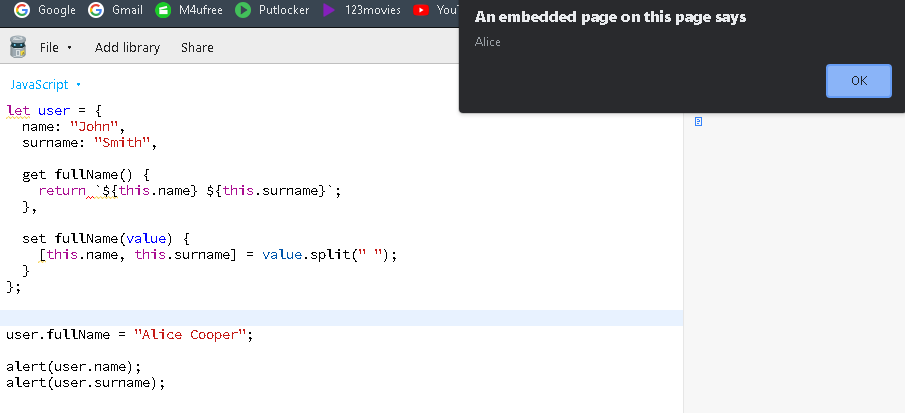 Google Gmail M4ufree Putlocker 123movies
An embedded page on this page says
Alice
OK
File Add library Share
JavaScript
let user = {
name: "John",
surname: "Smith",
get fullName() {
return `${this.name} ${this.surname}`;
},
set fullName(value) {
[this.name, this.surname] = value.split(" ");
}
};
user.fullName = "Alice Cooper";
alert(user.name);
alert(user.surname);